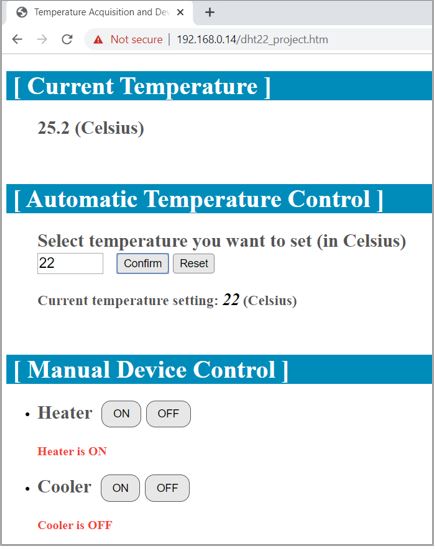 Temperature Acquisition and De
Not secure | 192.168.0.14/dht22_project.htm
[ Current Temperature ]
25.2 (Celsius)
[ Automatic Temperature Control ]
Select temperature you want to set (in Celsius)
22 Confirm Reset
Current temperature setting: 22 (Celsius)
[ Manual Device Control ]
• Heater ON OFF
Heater is ON
• Cooler ON OFF
Cooler is OFF